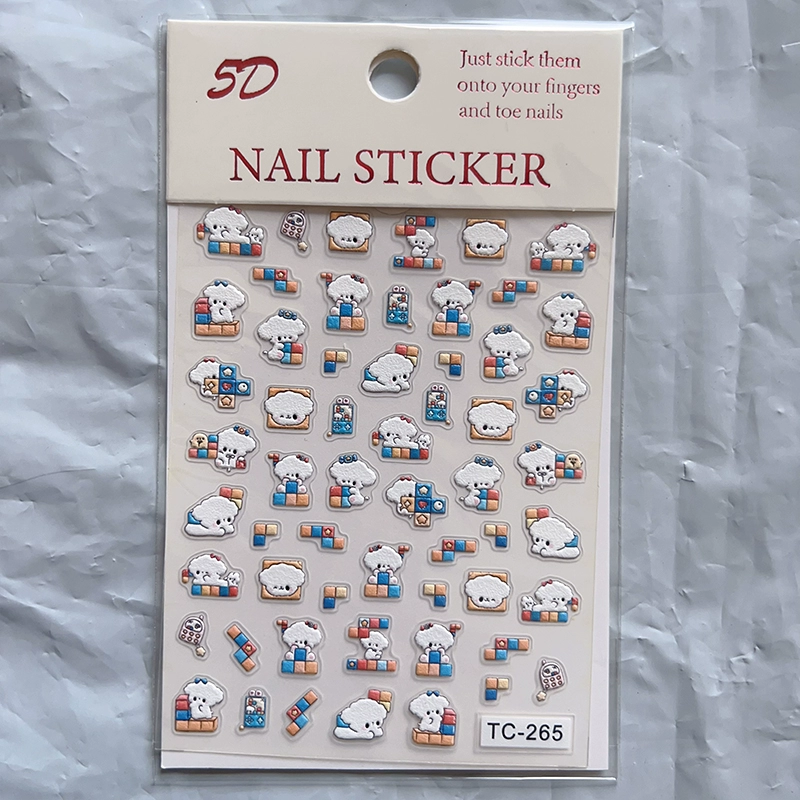 5D
Just stick them
onto your fingers
and toe nails
NAIL STICKER
TC-265